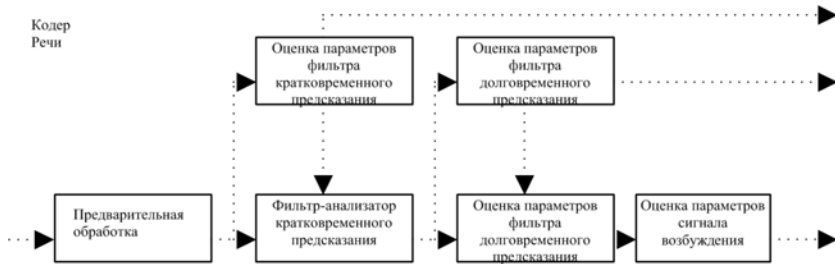 Кодер
Речи
Оценка параметров
фильтра
кратковременного
предсказания
Оценка параметров
фильтра
долговременного
предсказания
Предварительная
обработка
Фильтр-анализатор
кратковременного
предсказания
Оценка параметров
фильтра
долговременного
предсказания
Оценка параметров
сигнала
возбуждения